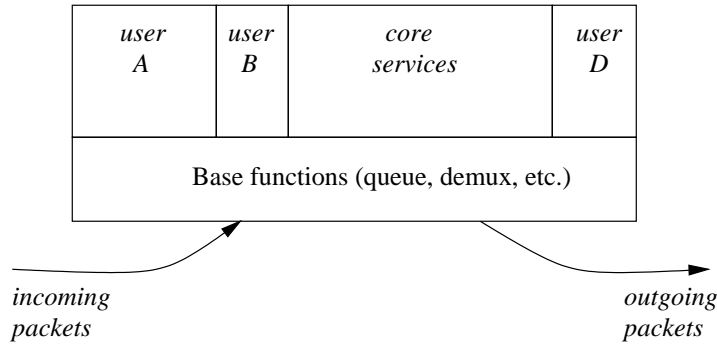 user
A
user
B
core
services
user
D
Base functions (queue, demux, etc.)
incoming
packets
outgoing
packets